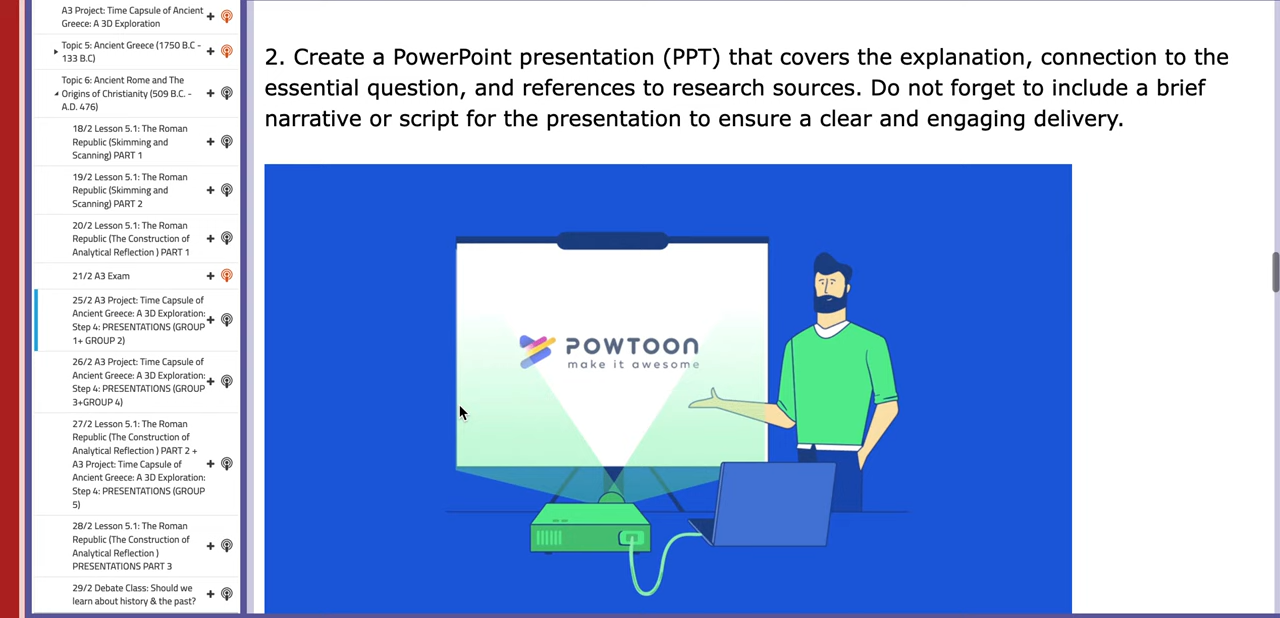 A3 Project: Time Capsule of Ancient
Greece: A 3D Exploration
Topic 5: Ancient Greece (1750 B.C -
133 B.C)
Topic 6: Ancient Rome and The
Origins of Christianity (509 B.C. -
A.D. 476)
18/2 Lesson 5.1: The Roman
Republic (Skimming and
Scanning) PART 1
19/2 Lesson 5.1: The Roman
Republic (Skimming and
Scanning) PART 2
20/2 Lesson 5.1: The Roman
Republic (The Construction of
Analytical Reflection ) PART 1
21/2 A3 Exam
25/2 A3 Project: Time Capsule of
Ancient Greece: A 3D Exploration:
Step 4: PRESENTATIONS (GROUP
1+ GROUP 2)
26/2 A3 Project: Time Capsule of
Ancient Greece: A 3D Exploration:
Step 4: PRESENTATIONS (GROUP
3+GROUP 4)
27/2 Lesson 5.1: The Roman
Republic (The Construction of
Analytical Reflection ) PART 2 +
A3 Project: Time Capsule of
Ancient Greece: A 3D Exploration:
Step 4: PRESENTATIONS (GROUP
5)
28/2 Lesson 5.1: The Roman
Republic (The Construction of
Analytical Reflection )
PRESENTATIONS PART 3
29/2 Debate Class: Should we
learn about history & the past?
2. Create a PowerPoint presentation (PPT) that covers the explanation, connection to the
essential question, and references to research sources. Do not forget to include a brief
narrative or script for the presentation to ensure a clear and engaging delivery.
POWTOON
make it awesome